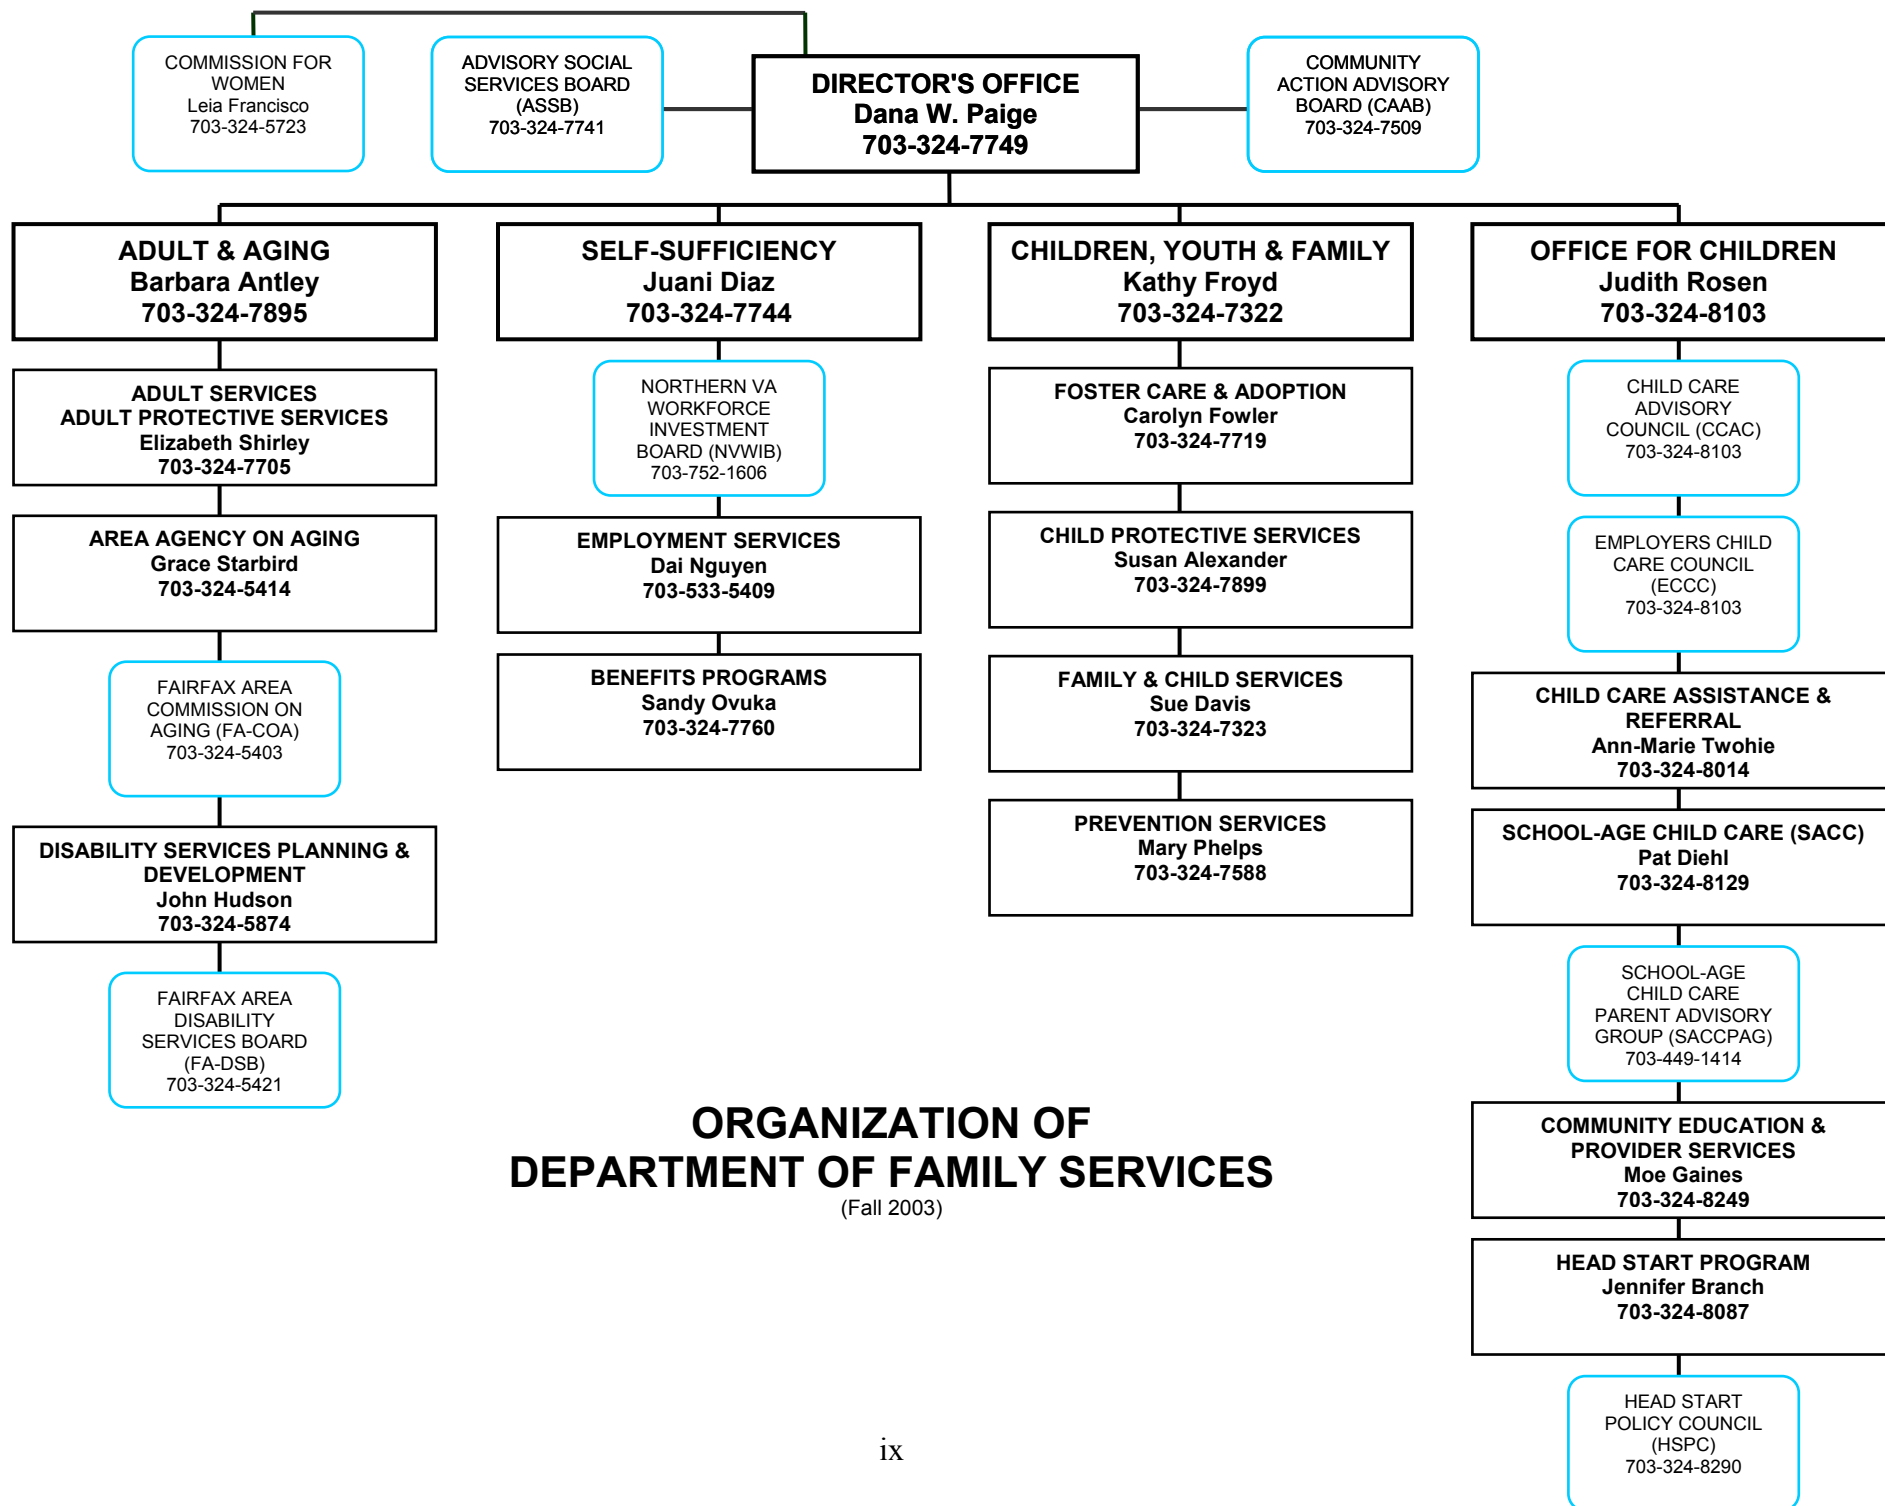 COMMISSION FOR
WOMEN
Leia Francisco
703-324-5723
ADVISORY SOCIAL
SERVICES BOARD
(ASSB)
703-324-7741
DIRECTOR'S OFFICE
Dana W. Paige
703-324-7749
COMMUNITY
ACTION ADVISORY
BOARD (CAAB)
703-324-7509
ADULT & AGING
Barbara Antley
703-324-7895
ADULT SERVICES
ADULT PROTECTIVE SERVICES
Elizabeth Shirley
703-324-7705
AREA AGENCY ON AGING
Grace Starbird
703-324-5414
FAIRFAX AREA
COMMISSION ON
AGING (FA-COA)
703-324-5403
DISABILITY SERVICES PLANNING &
DEVELOPMENT
John Hudson
703-324-5874
FAIRFAX AREA
DISABILITY
SERVICES BOARD
(FA-DSB)
703-324-5421
SELF-SUFFICIENCY
Juani Diaz
703-324-7744
NORTHERN VA
WORKFORCE
INVESTMENT
BOARD (NVWIB)
703-752-1606
EMPLOYMENT SERVICES
Dai Nguyen
703-533-5409
BENEFITS PROGRAMS
Sandy Ovuka
703-324-7760
CHILDREN, YOUTH & FAMILY
Kathy Froyd
703-324-7322
FOSTER CARE & ADOPTION
Carolyn Fowler
703-324-7719
CHILD PROTECTIVE SERVICES
Susan Alexander
703-324-7899
FAMILY & CHILD SERVICES
Sue Davis
703-324-7323
PREVENTION SERVICES
Mary Phelps
703-324-7588
OFFICE FOR CHILDREN
Judith Rosen
703-324-8103
CHILD CARE
ADVISORY
COUNCIL (CCAC)
703-324-8103
EMPLOYERS CHILD
CARE COUNCIL
(ECCC)
703-324-8103
CHILD CARE ASSISTANCE &
REFERRAL
Ann-Marie Twohie
703-324-8014
SCHOOL-AGE CHILD CARE (SACC)
Pat Diehl
703-324-8129
SCHOOL-AGE
CHILD CARE
PARENT ADVISORY
GROUP (SACCPAG)
703-449-1414
COMMUNITY EDUCATION &
PROVIDER SERVICES
Moe Gaines
703-324-8249
HEAD START PROGRAM
Jennifer Branch
703-324-8087
HEAD START
POLICY COUNCIL
(HSPC)
703-324-8290
ORGANIZATION OF
DEPARTMENT OF FAMILY SERVICES
(Fall 2003)
ix